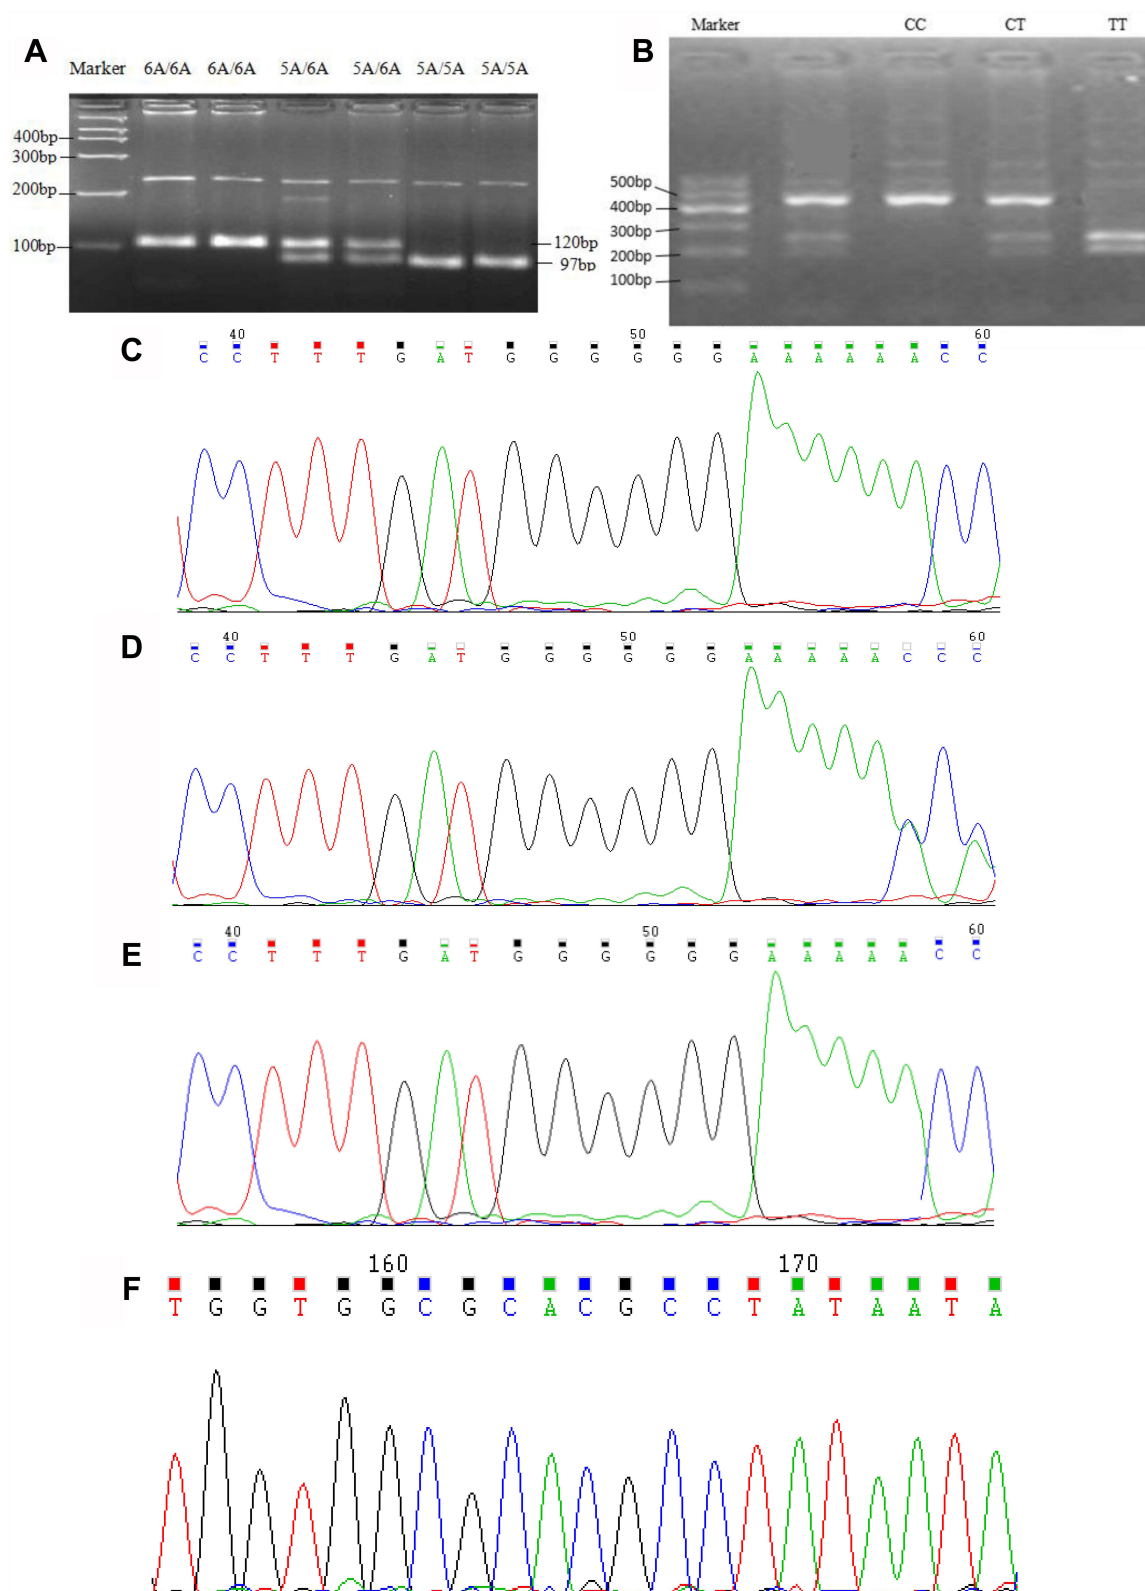 A
Marker 6A/6A 6A/6A 5A/6A 5A/6A 5A/5A 5A/5A
400bp
300bp
200bp
100bp
120bp
97bp
B
Marker CC CT TT
500bp
400bp
300bp
200bp
100bp
C
40 50 60
C C T T T G A T G G G G G G A A A A A C C
D
40 50 60
C C T T T G A T G G G G G G A A A A A C C C
E
40 50 60
C C T T T G A T G G G G G G A A A A A C C
F
160 170
T G G T G G C G C A C G C C T A T A A T A